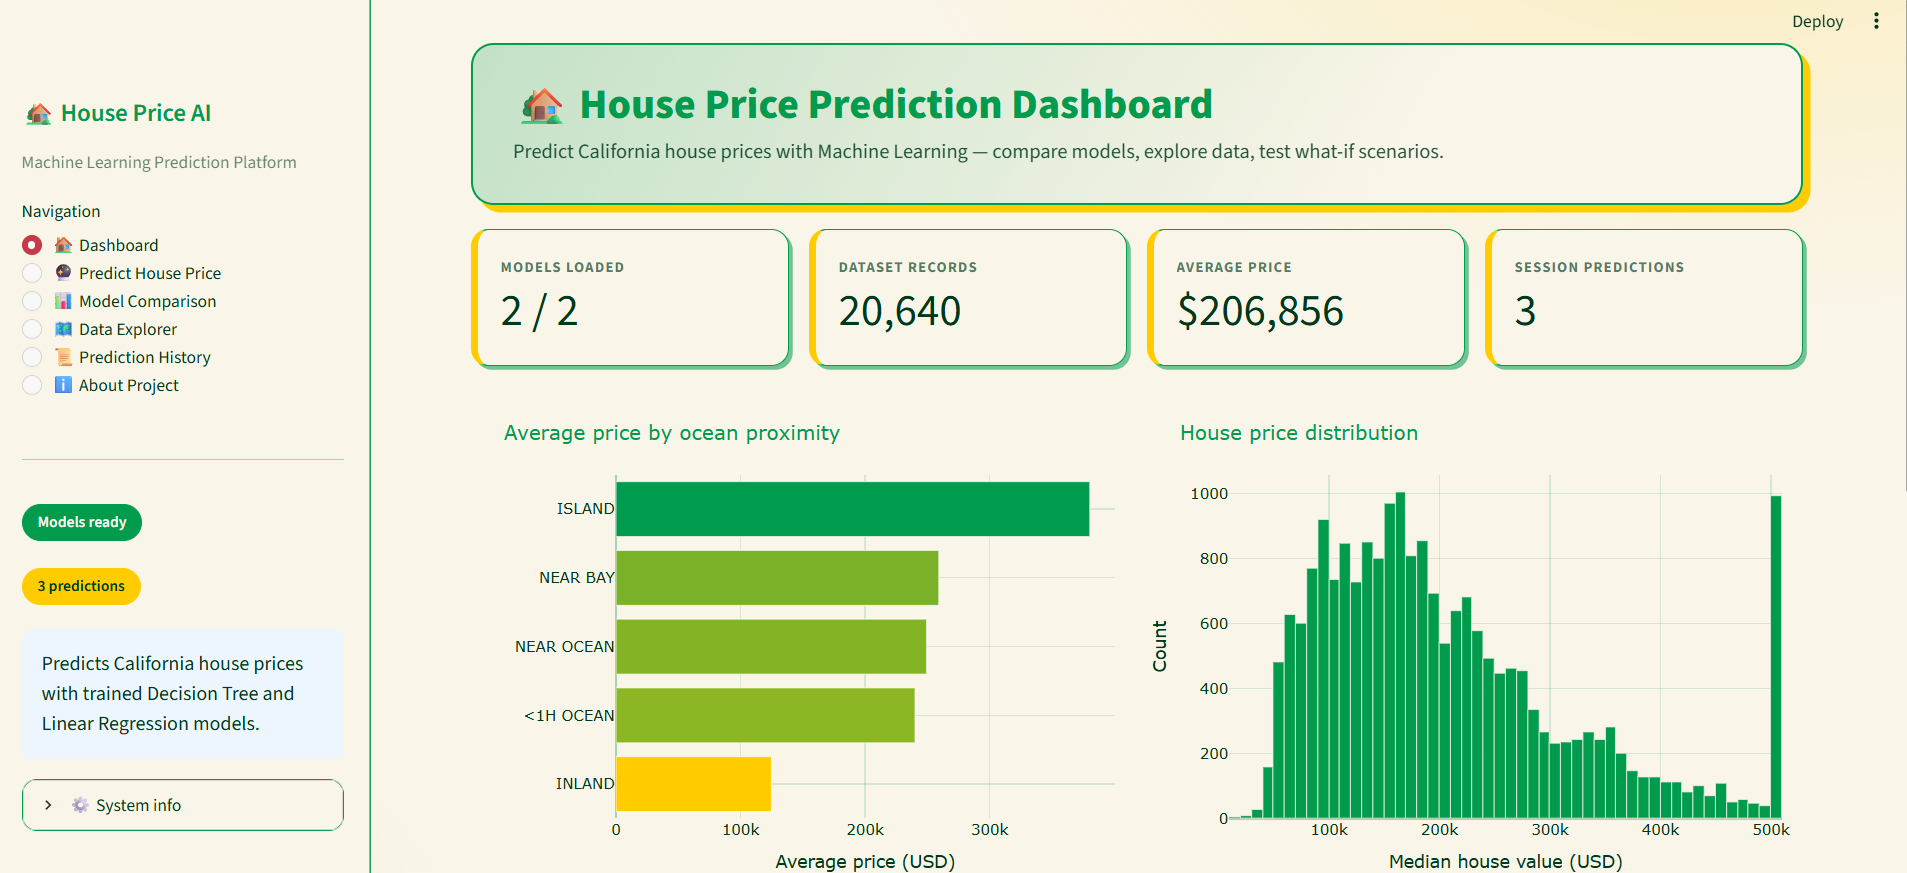 Deploy
House Price AI
Machine Learning Prediction Platform
Navigation
Dashboard
Predict House Price
Model Comparison
Data Explorer
Prediction History
About Project
Models ready
3 predictions
Predicts California house prices
with trained Decision Tree and
Linear Regression models.
System info
House Price Prediction Dashboard
Predict California house prices with Machine Learning — compare models, explore data, test what-if scenarios.
MODELS LOADED
2 / 2
DATASET RECORDS
20,640
AVERAGE PRICE
$206,856
SESSION PREDICTIONS
3
Average price by ocean proximity
ISLAND
NEAR BAY
NEAR OCEAN
<1H OCEAN
INLAND
0 100k 200k 300k
Average price (USD)
House price distribution
1000
800
600
400
200
0
Count
100k 200k 300k 400k 500k
Median house value (USD)